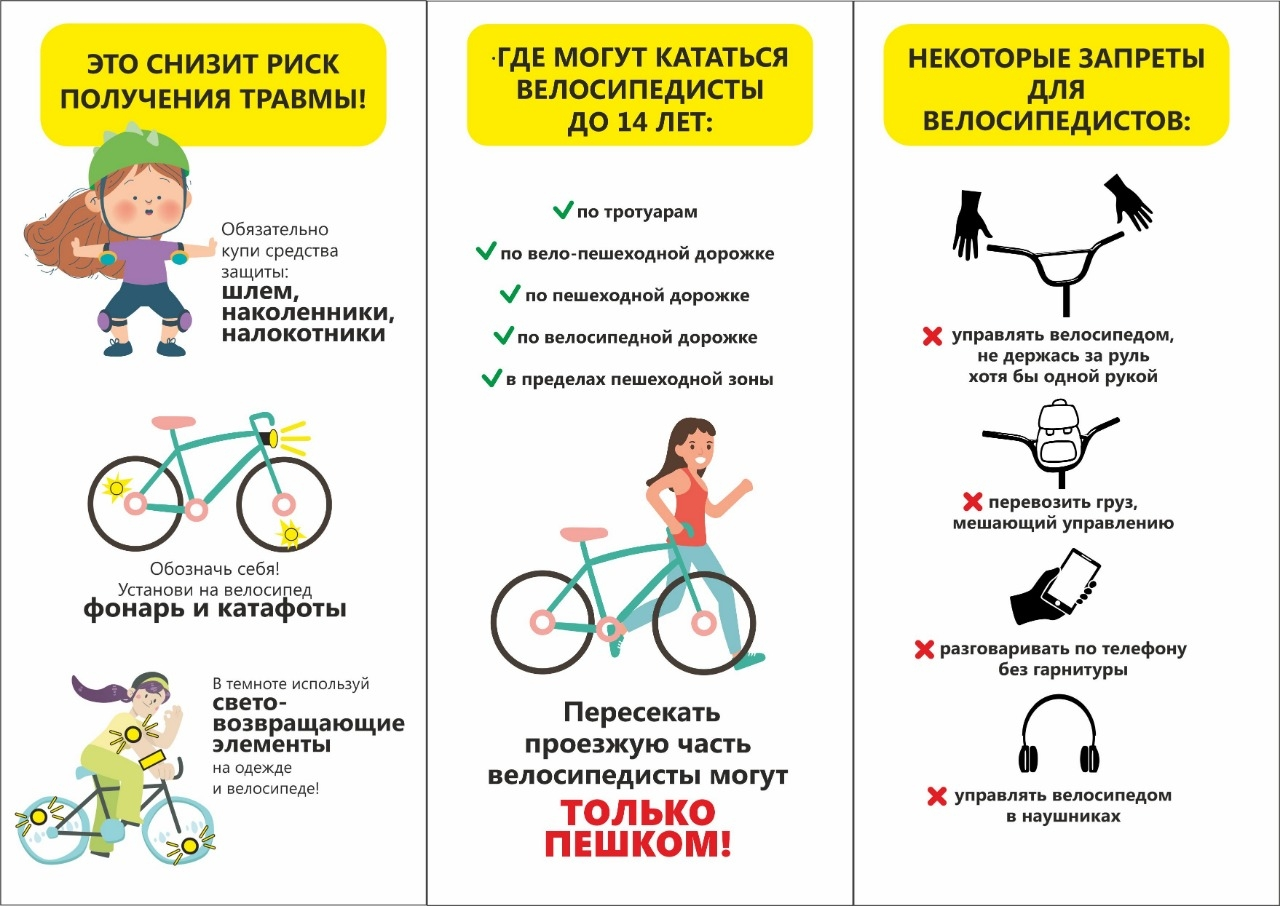 ЭТО СНИЗИТ РИСК
ПОЛУЧЕНИЯ ТРАВМЫ!
Обязательно
купи средства
защиты:
шлем,
наколенники,
налокотники
Обозначь себя!
Установи на велосипед
фонарь и катафоты
В темноте используй
свето-
возвращающие
элементы
на одежде
и велосипеде!
·ГДЕ МОГУТ КАТАТЬСЯ
ВЕЛОСИПЕДИСТЫ
ДО 14 ЛЕТ:
по тротуарам
по вело-пешеходной дорожке
по пешеходной дорожке
по велосипедной дорожке
в пределах пешеходной зоны
Пересекать
проезжую часть
велосипедисты могут
ТОЛЬКО
ПЕШКОМ!
НЕКОТОРЫЕ ЗАПРЕТЫ
ДЛЯ
ВЕЛОСИПЕДИСТОВ:
управлять велосипедом,
не держась за руль
хотя бы одной рукой
перевозить груз,
мешающий управлению
разговаривать по телефону
без гарнитуры
управлять велосипедом
в наушниках